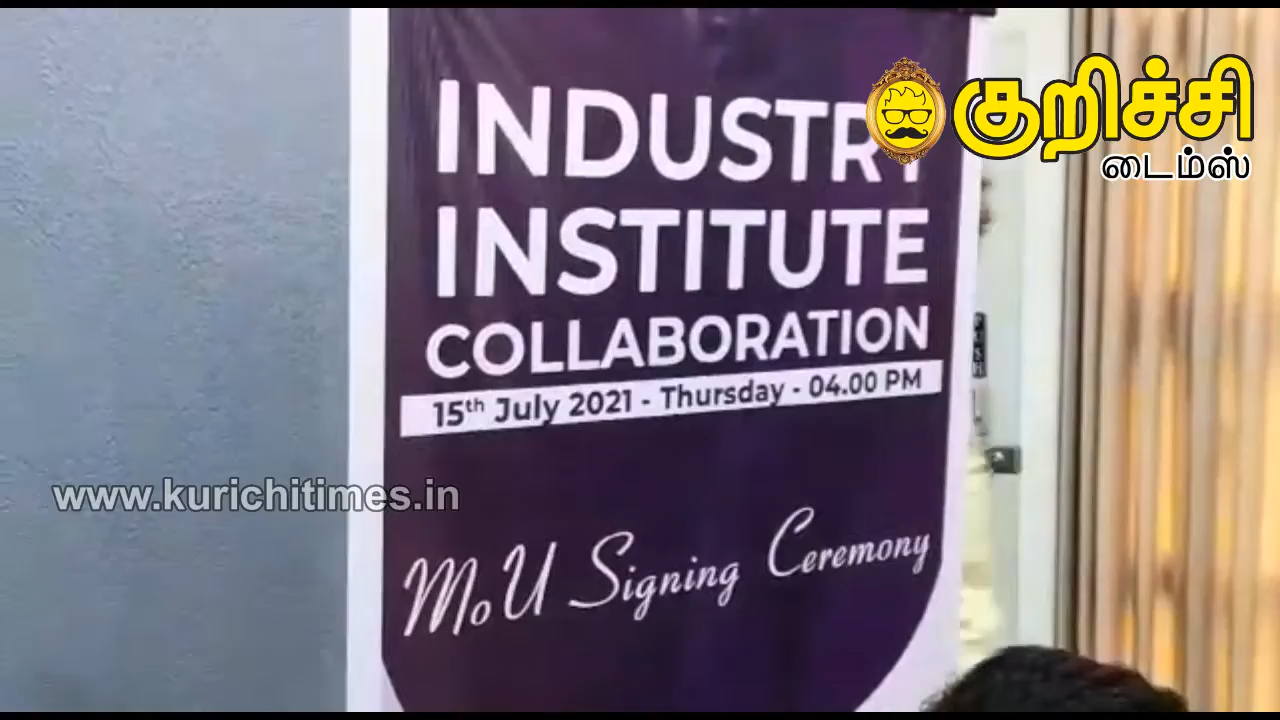 INDUSTRY
INSTITUTE
COLLABORATION
15th July 2021 - Thursday - 04.00 PM
MoU Signing Ceremony
குறிச்சி
டைம்ஸ்
www.kurichitimes.in